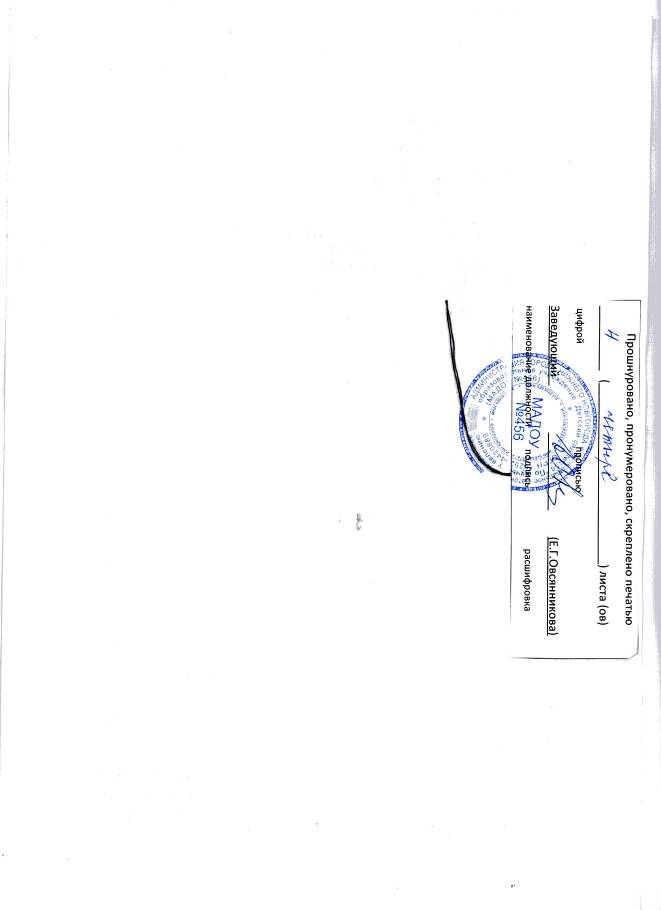 Прошнуровано, пронумеровано, скреплено печатью
4 (четыре) листа (ов)
цифрой прописью
Заведующий (Е.Г.Овсянникова)
наименование должности подпись расшифровка
МАДОУ
№456